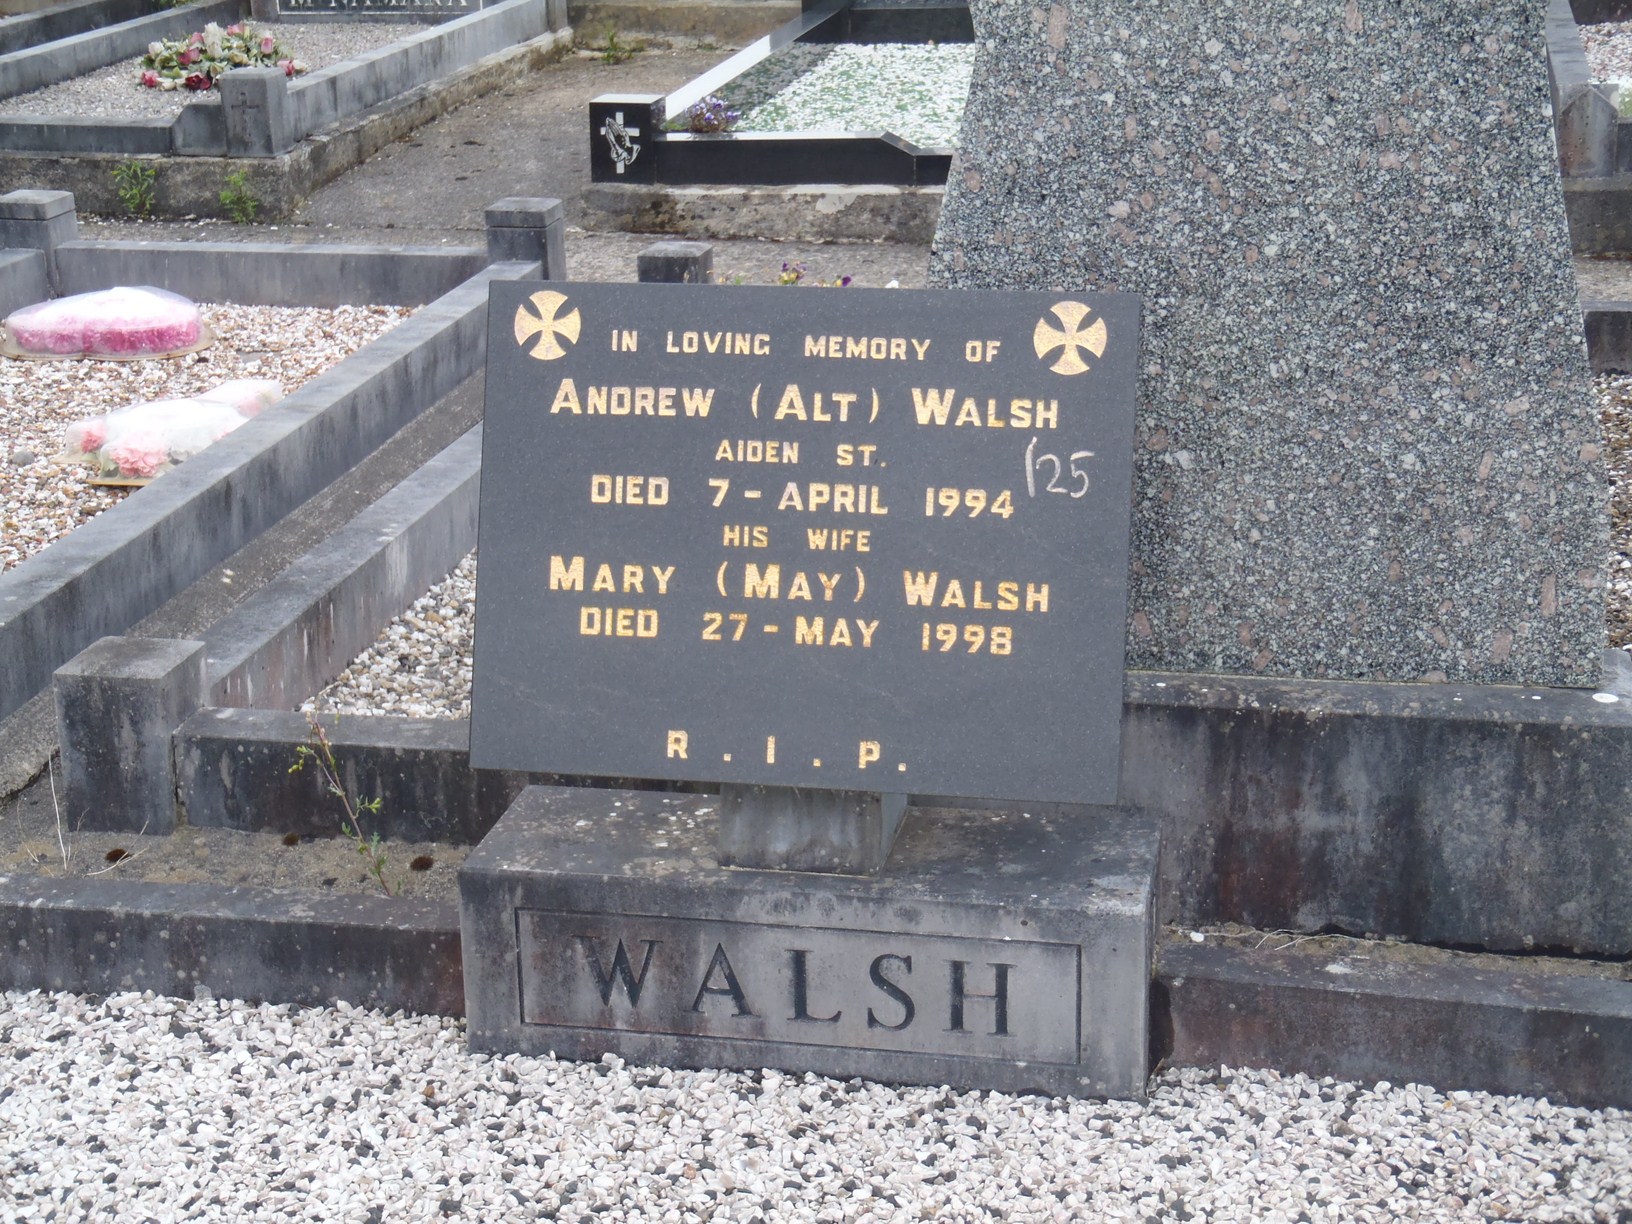 McNAMARA
IN LOVING MEMORY OF
ANDREW (ALT) WALSH
AIDEN ST.
125
DIED 7 - APRIL 1994
HIS WIFE
MARY (MAY) WALSH
DIED 27 - MAY 1998
R . I . P.
WALSH